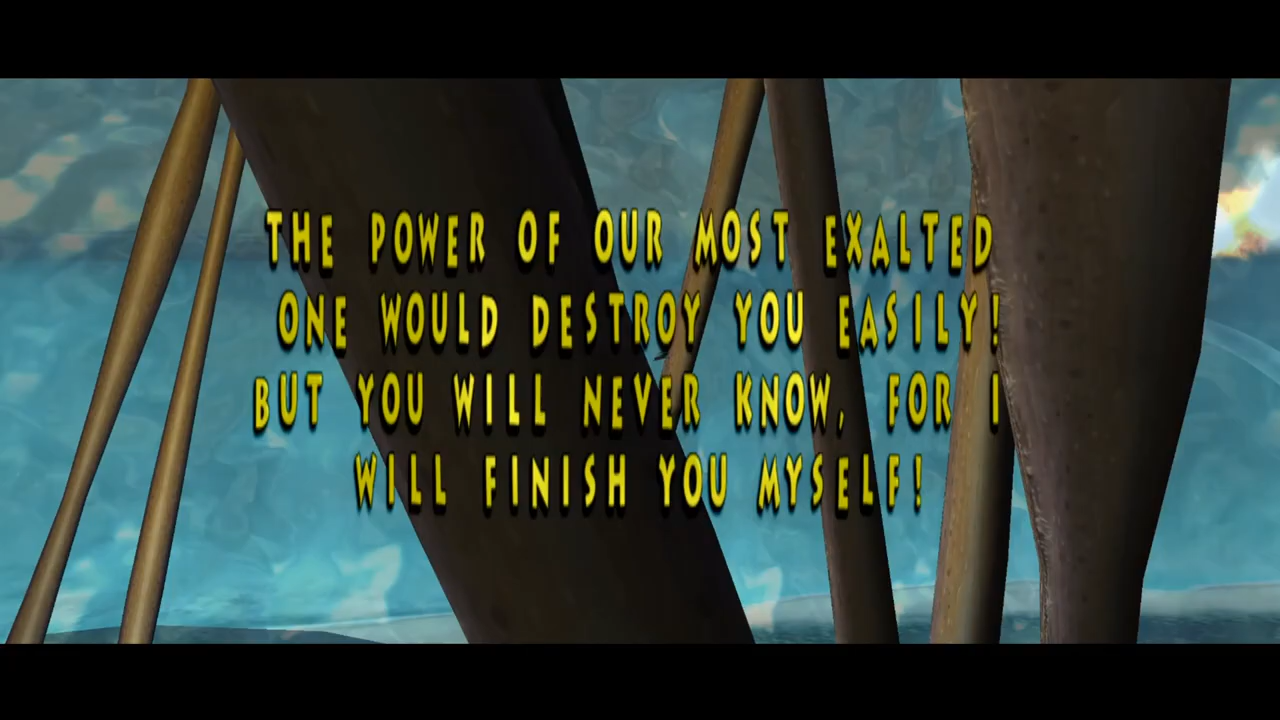 THE POWER OF OUR MOST EXALTED
ONE WOULD DESTROY YOU EASILY!
BUT YOU WILL NEVER KNOW, FOR I
WILL FINISH YOU MYSELF!